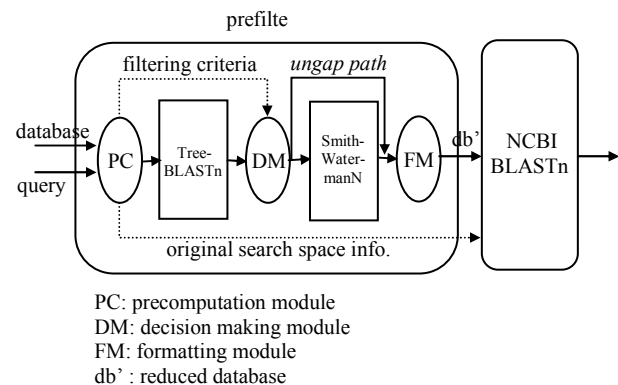 prefilte
filtering criteria
ungap path
database
query
PC
Tree-
BLASTn
DM
Smith-
Water-
manN
FM
db’
NCBI
BLASTn
original search space info.
PC: precomputation module
DM: decision making module
FM: formatting module
db’ : reduced database